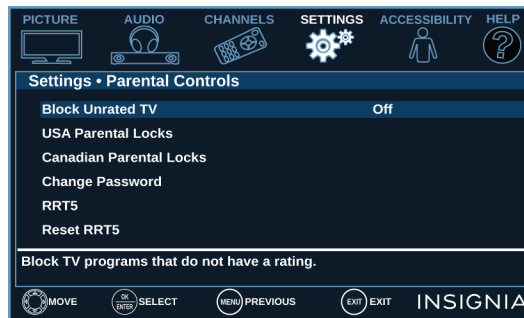 PICTURE AUDIO CHANNELS SETTINGS ACCESSIBILITY HELP
Settings • Parental Controls
Block Unrated TV Off
USA Parental Locks
Canadian Parental Locks
Change Password
RRT5
Reset RRT5
Block TV programs that do not have a rating.
MOVE OK ENTER SELECT MENU PREVIOUS EXIT EXIT INSIGNIA